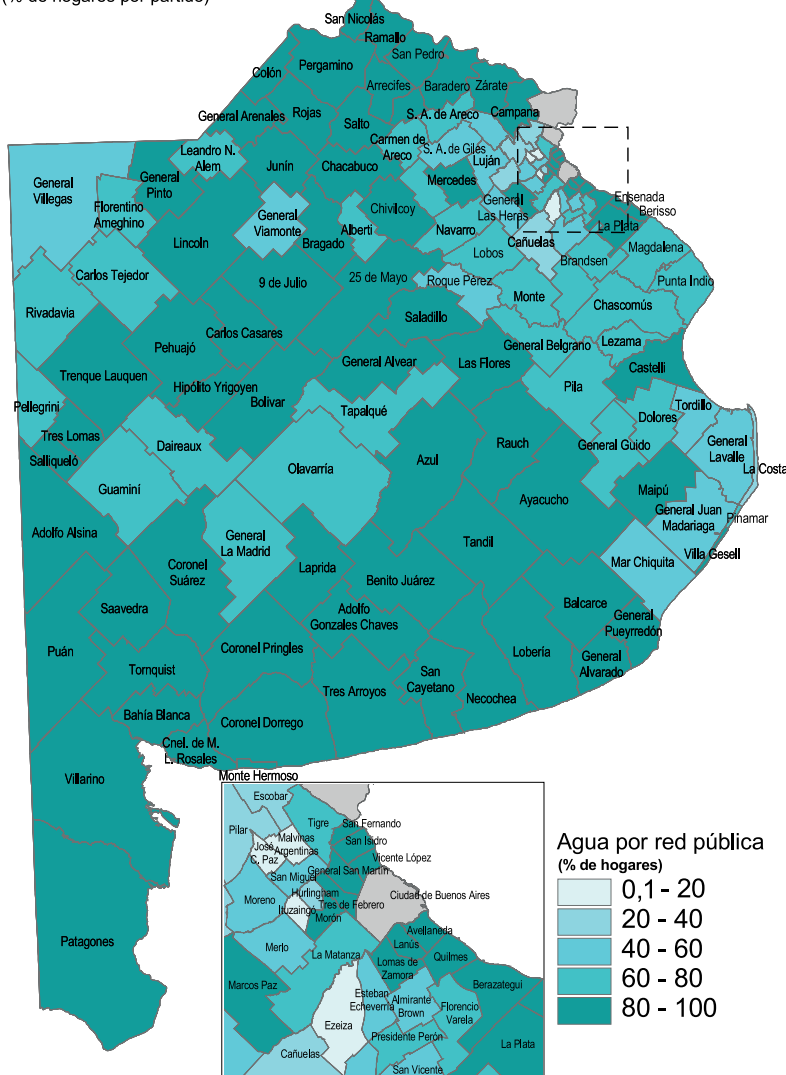 (% de hogares por partido)
San Nicolás
Ramallo
San Pedro
Colón
Pergamino
Arrecifes
Baradero
Zárate
General Arenales
Rojas
Salto
S. A. de Areco
Campana
Leandro N.
Alem
Carmen de
Areco
S. A. de Giles
Luján
General
Villegas
General
Pinto
Junín
Chacabuco
Mercedes
Florentino
Ameghino
General
Viamonte
Chivilcoy
General
Las Heras
Ensenada
Berisso
La Plata
Lincoln
Bragado
Alberti
Navarro
Cañuelas
Lobos
Brandsen
Magdalena
Carlos Tejedor
9 de Julio
25 de Mayo
Roque Pérez
Punta Indio
Rivadavia
Monte
Chascomús
Saladillo
Carlos Casares
Pehuajó
General Belgrano
Lezama
General Alvear
Las Flores
Castelli
Trenque Lauquen
Hipólito Yrigoyen
Bolivar
Pila
Pellegrini
Tapalqué
Dolores
Tordillo
Tres Lomas
Salliqueló
Daireaux
Rauch
General Guido
General
Lavalle
La Costa
Olavarría
Azul
Guaminí
Ayacucho
Maipú
General Juan
Madariaga
Pinamar
Adolfo Alsina
General
La Madrid
Tandil
Villa Gesell
Coronel
Suárez
Laprida
Benito Juárez
Mar Chiquita
Saavedra
Adolfo
Gonzales Chaves
Balcarce
General
Pueyrredón
Puán
Coronel Pringles
Lobería
General
Alvarado
Tornquist
San
Cayetano
Tres Arroyos
Necochea
Bahía Blanca
Coronel Dorrego
Cnel. de M.
L. Rosales
Villarino
Monte Hermoso
Patagones
Escobar
Tigre
San Fernando
Pilar
Malvinas
Argentinas
San Isidro
José
C. Paz
Vicente López
General San Martín
San Miguel
Hurlingham
Ciudad de Buenos Aires
Moreno
Ituzaingó
Tres de Febrero
Morón
Avellaneda
Merlo
La Matanza
Lanús
Quilmes
Lomas de
Zamora
Marcos Paz
Berazategui
Esteban
Echeverría
Almirante
Brown
Florencio
Varela
Ezeiza
Presidente Perón
La Plata
Cañuelas
San Vicente
Agua por red pública
(% de hogares)
0,1 - 20
20 - 40
40 - 60
60 - 80
80 - 100